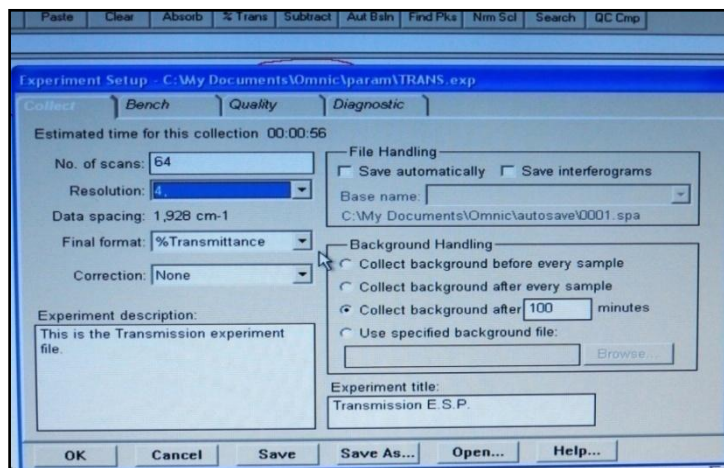 Paste Clear Absorb % Trans Subtract Aut Bsln Find Pks Nrm Scl Search QC Cmp
Experiment Setup - C:\My Documents\Omnic\param\TRANS.exp
Collect Bench Quality Diagnostic
Estimated time for this collection 00:00:56
No. of scans: 64
Resolution: 4,
Data spacing: 1,928 cm-1
Final format: %Transmittance
Correction: None
Experiment description:
This is the Transmission experiment
file.
File Handling
Save automatically Save interferograms
Base name:
C:\My Documents\Omnic\autosave\0001.spa
Background Handling
Collect background before every sample
Collect background after every sample
Collect background after 100 minutes
Use specified background file:
Browse...
Experiment title:
Transmission E.S.P.
OK Cancel Save Save As... Open... Help...